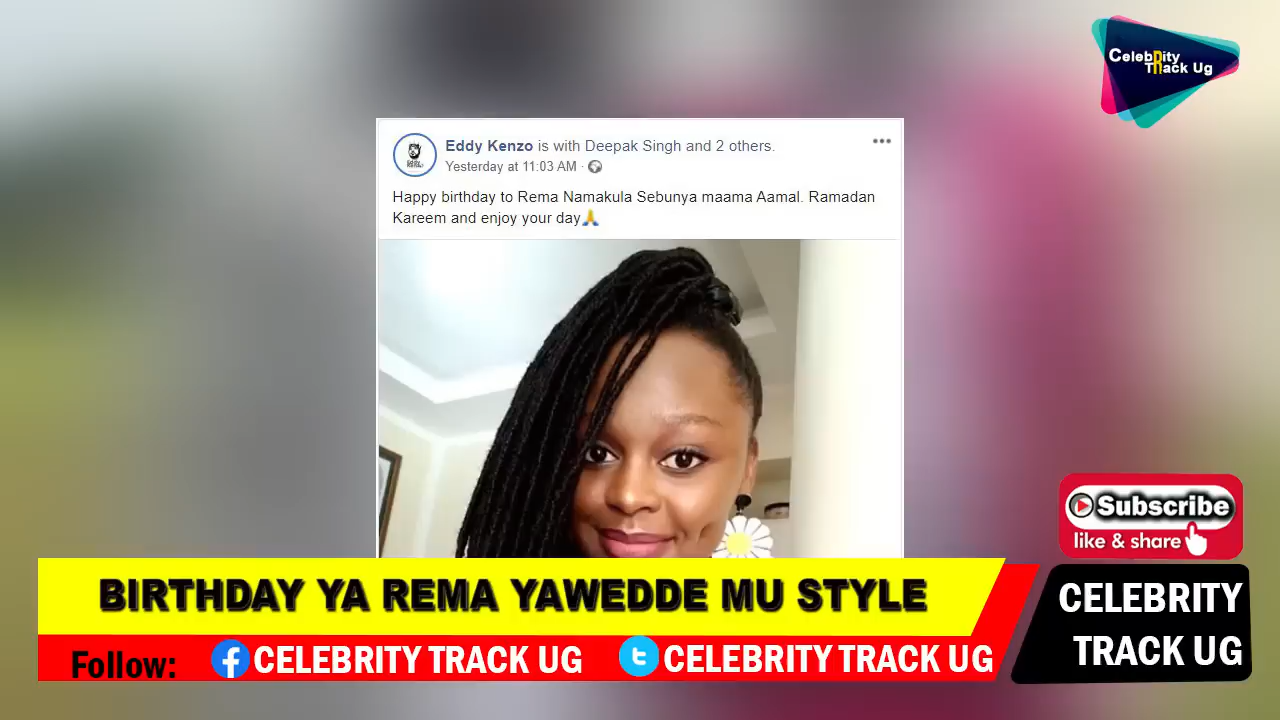 Celebrity
Track Ug
Eddy Kenzo is with Deepak Singh and 2 others.
Yesterday at 11:03 AM ·
Happy birthday to Rema Namakula Sebunya maama Aamal. Ramadan
Kareem and enjoy your day🙏
Subscribe
like & share
BIRTHDAY YA REMA YAWEDDE MU STYLE
CELEBRITY
TRACK UG
Follow: CELEBRITY TRACK UG CELEBRITY TRACK UG